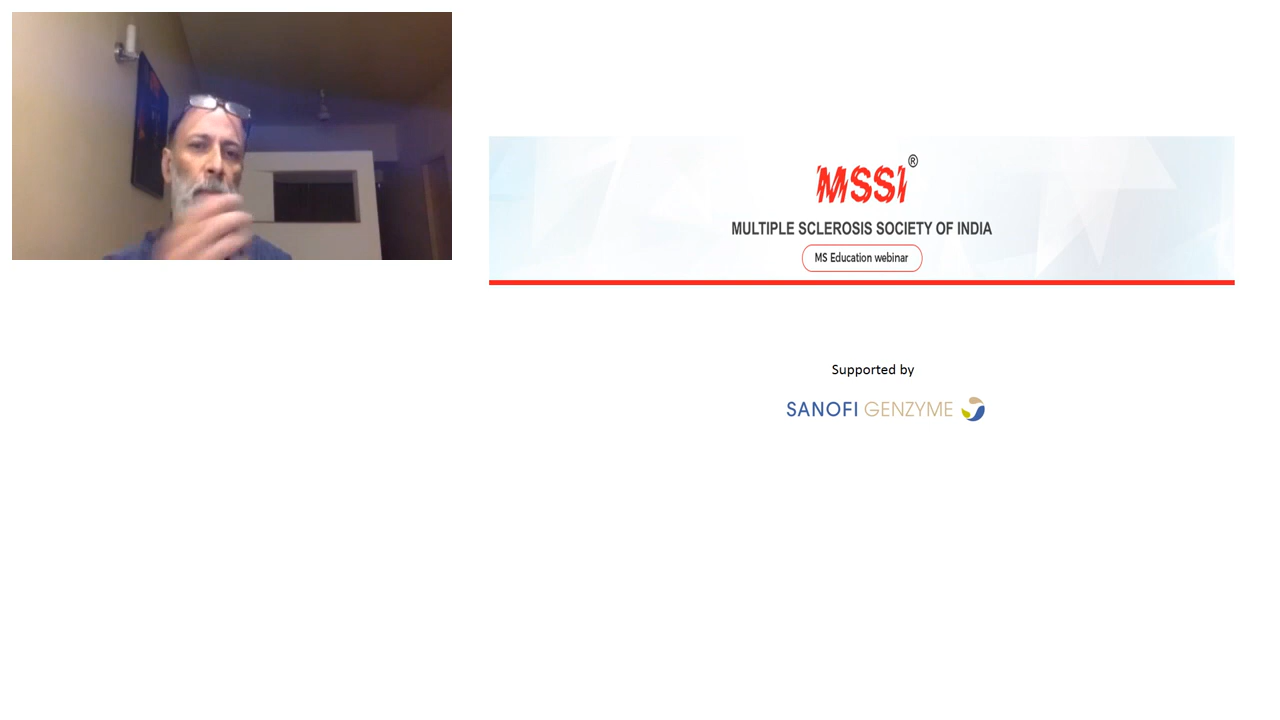 MSSI®
MULTIPLE SCLEROSIS SOCIETY OF INDIA
MS Education webinar
Supported by
SANOFI GENZYME